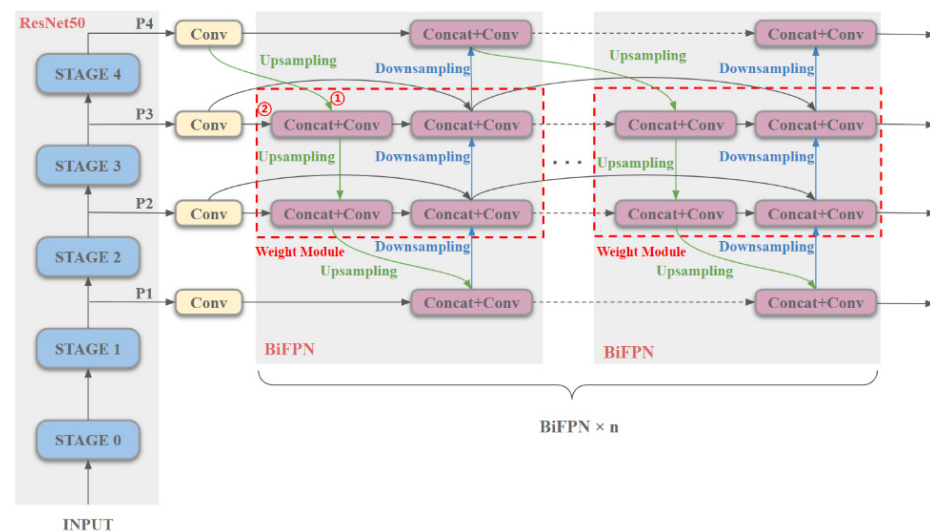 ResNet50
P4
Conv
Concat+Conv
Concat+Conv
STAGE 4
Upsampling
Downsampling
Upsampling
Downsampling
①
②
P3
Conv
Concat+Conv
Concat+Conv
Concat+Conv
Concat+Conv
STAGE 3
Upsampling
Downsampling
. . .
Upsampling
Downsampling
P2
Conv
Concat+Conv
Concat+Conv
Concat+Conv
Concat+Conv
STAGE 2
Weight Module
Downsampling
Weight Module
Downsampling
Upsampling
Upsampling
P1
Conv
Concat+Conv
Concat+Conv
STAGE 1
BiFPN
BiFPN
BiFPN × n
STAGE 0
INPUT